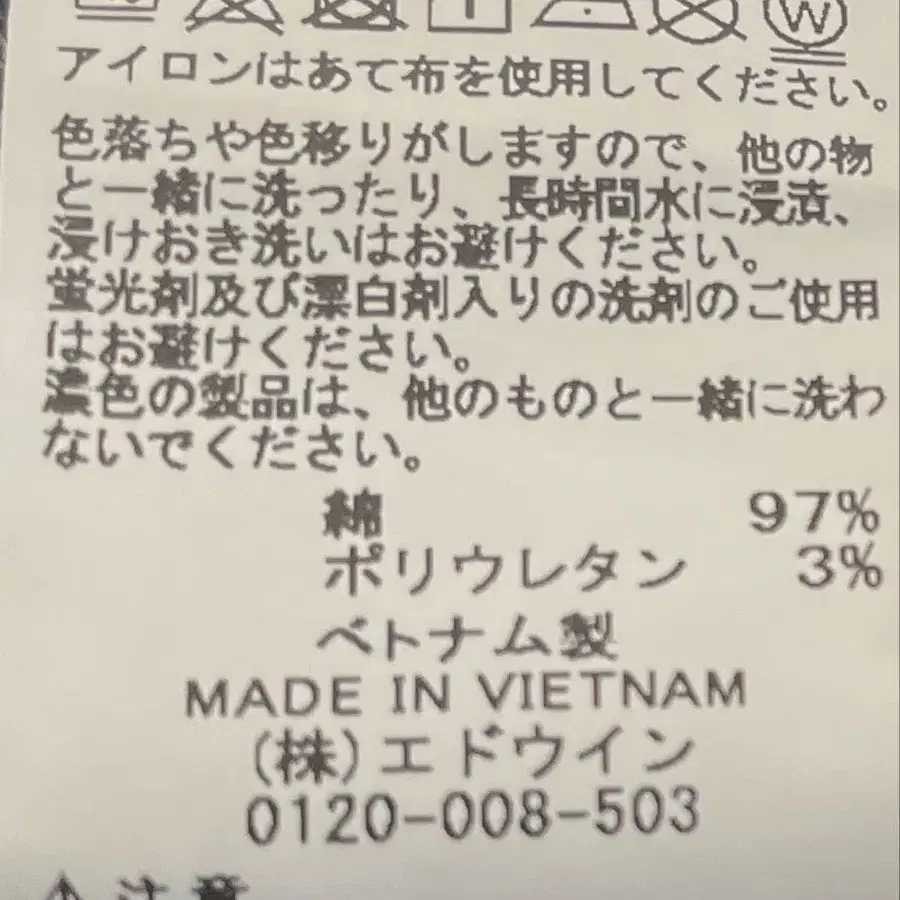 W
アイロンはあて布を使用してください。
色落ちや色移りがしますので、他の物
と一緒に洗ったり、長時間水に浸漬、
浸けおき洗いはお避けください。
蛍光剤及び漂白剤入りの洗剤のご使用
はお避けください。
濃色の製品は、他のものと一緒に洗わ
ないでください。
綿 97%
ポリウレタン 3%
ベトナム製
MADE IN VIETNAM
(株)エドウイン
0120-008-503
注意